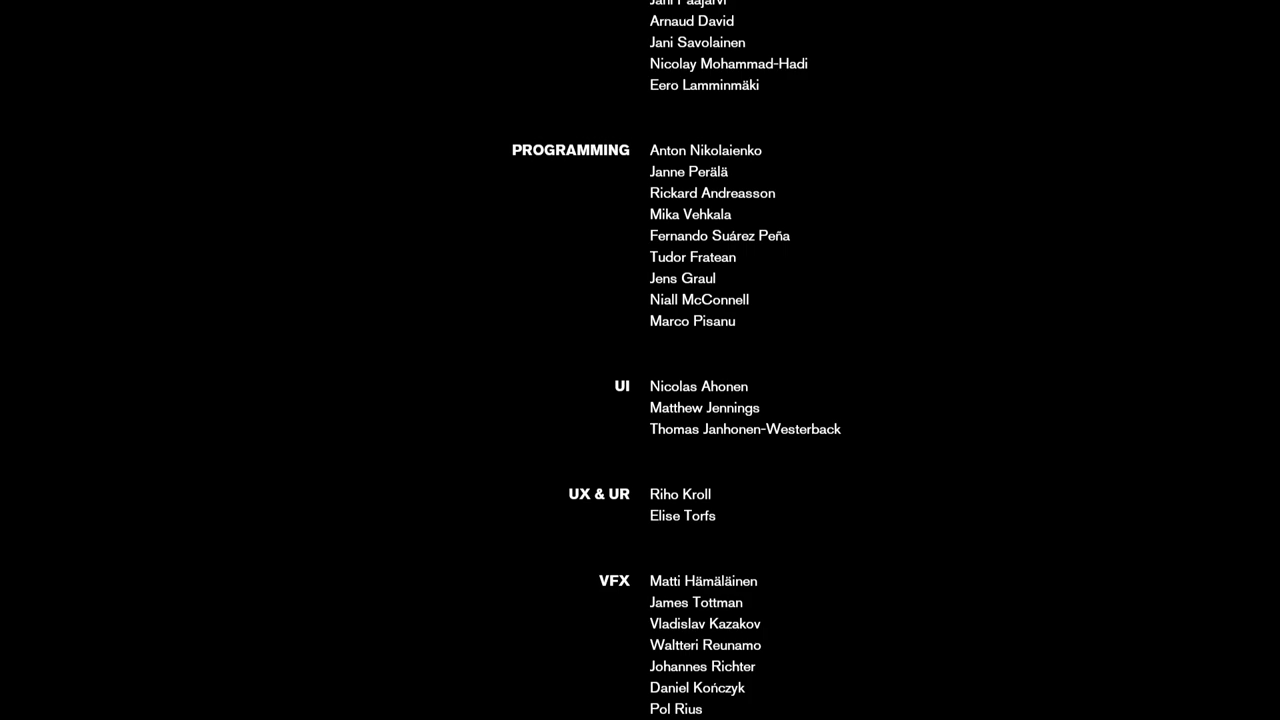 Jani Pääjärvi
Arnaud David
Jani Savolainen
Nicolay Mohammad-Hadi
Eero Lamminmäki
PROGRAMMING Anton Nikolaienko
Janne Perälä
Rickard Andreasson
Mika Vehkala
Fernando Suárez Peña
Tudor Fratean
Jens Graul
Niall McConnell
Marco Pisanu
UI Nicolas Ahonen
Matthew Jennings
Thomas Janhonen-Westerback
UX & UR Riho Kroll
Elise Torfs
VFX Matti Hämäläinen
James Tottman
Vladislav Kazakov
Waltteri Reunamo
Johannes Richter
Daniel Kończyk
Pol Rius